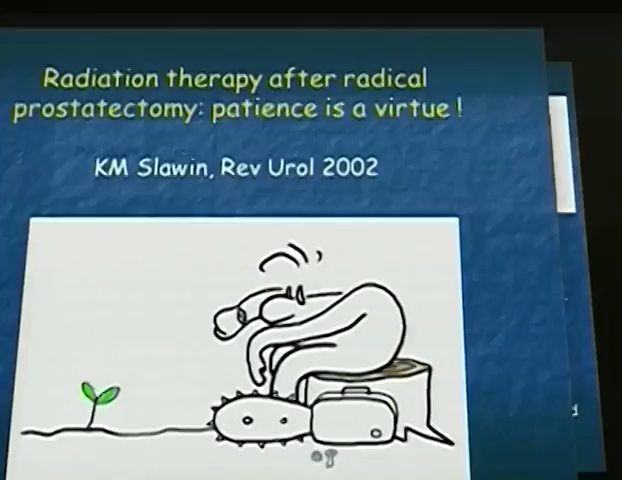 Radiation therapy after radical
prostatectomy: patience is a virtue!
KM Slawin, Rev Urol 2002